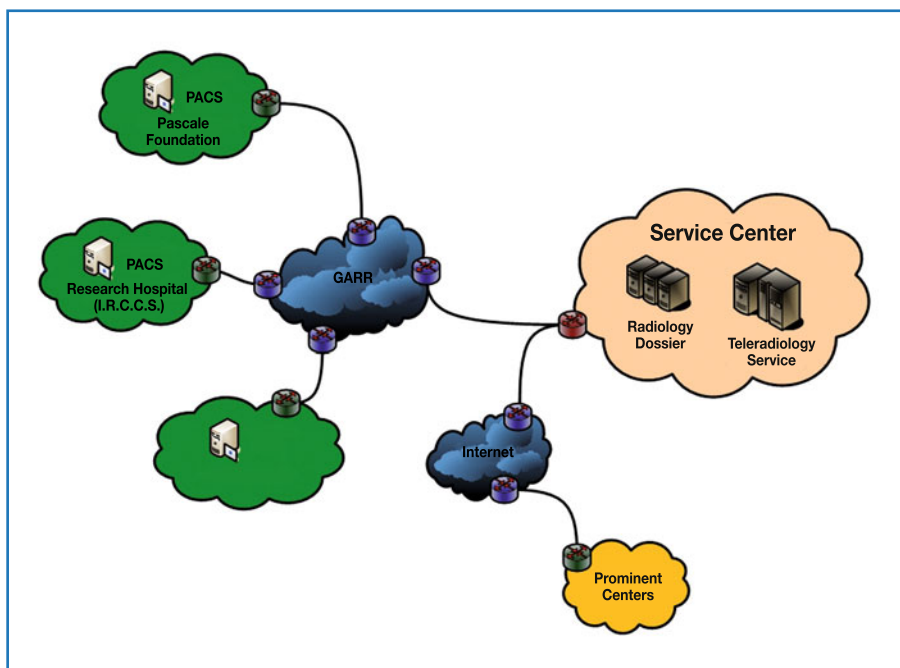 PACS
Pascale
Foundation
PACS
Research Hospital
(I.R.C.C.S.)
GARR
Service Center
Radiology
Dossier
Teleradiology
Service
Internet
Prominent
Centers